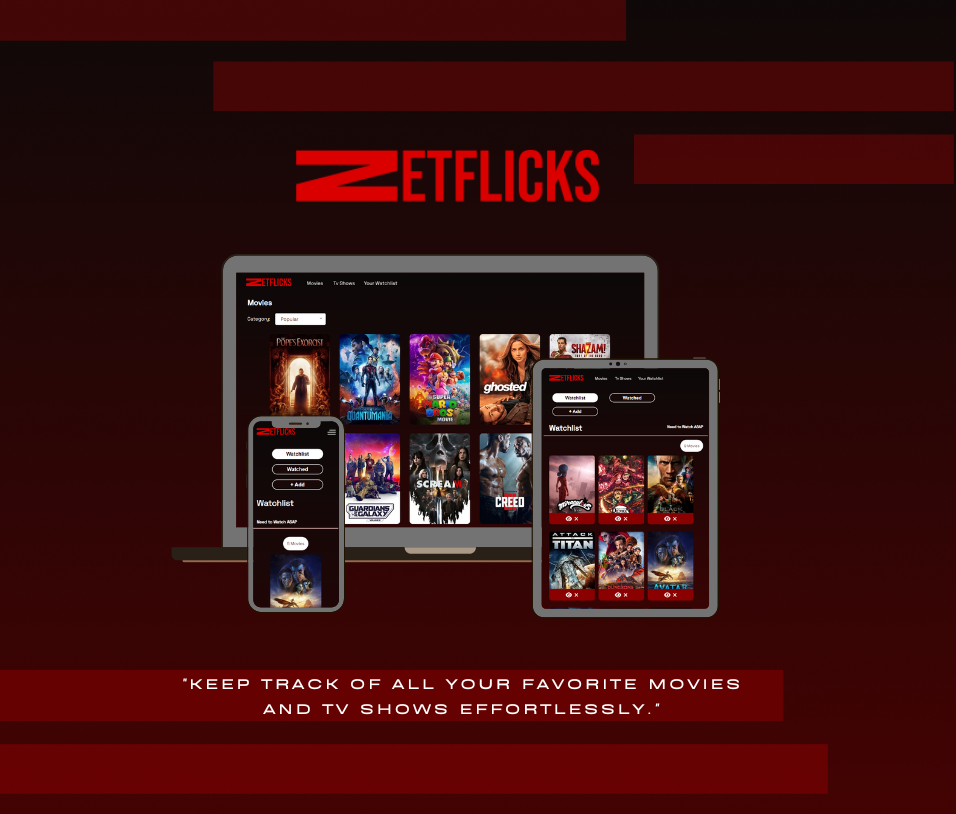 ZETFLICKS
ZETFLICKS
Movies Tv Shows Your Watchlist
Movies
Category: Popular
THE POPE'S EXORCIST
QUANTUMANIA
SUPER MARIO BROS. MOVIE
ghosted
SHAZAM!
GUARDIANS OF THE GALAXY
SCREAM
CREED
ZETFLICKS
Watchlist
Watched
+ Add
Watchlist
Need to Watch ASAP
ZETFLICKS
Movies Tv Shows Your Watchlist
Watchlist Watched
+ Add
Watchlist
Need to Watch ASAP
BLACK
ATTACK TITAN
AVATAR
"KEEP TRACK OF ALL YOUR FAVORITE MOVIES
AND TV SHOWS EFFORTLESSLY."